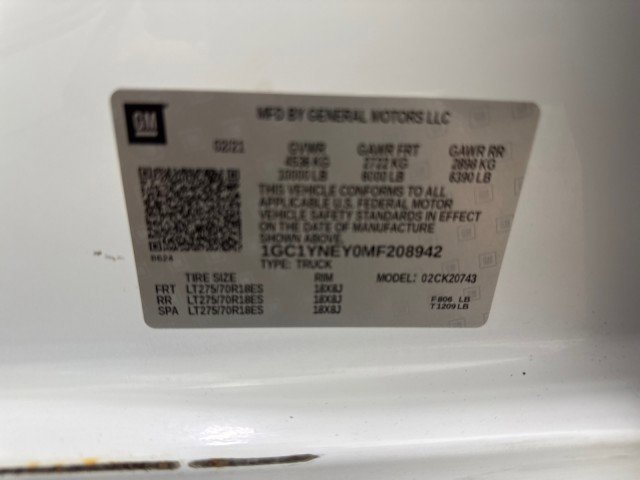 GM
MFD BY GENERAL MOTORS LLC
02/21 GVWR GAWR FRT GAWR RR
4536 KG 2722 KG 2898 KG
10000 LB 6000 LB 6390 LB
THIS VEHICLE CONFORMS TO ALL
APPLICABLE U.S. FEDERAL MOTOR
VEHICLE SAFETY STANDARDS IN EFFECT
ON THE DATE OF MANUFACTURE
SHOWN ABOVE.
1GC1YNEY0MF208942
TYPE: TRUCK
8624
TIRE SIZE RIM MODEL: 02CK20743
FRT LT275/70R18ES 18X8J
RR LT275/70R18ES 18X8J F 806 LB
SPA LT275/70R18ES 18X8J T 1209 LB